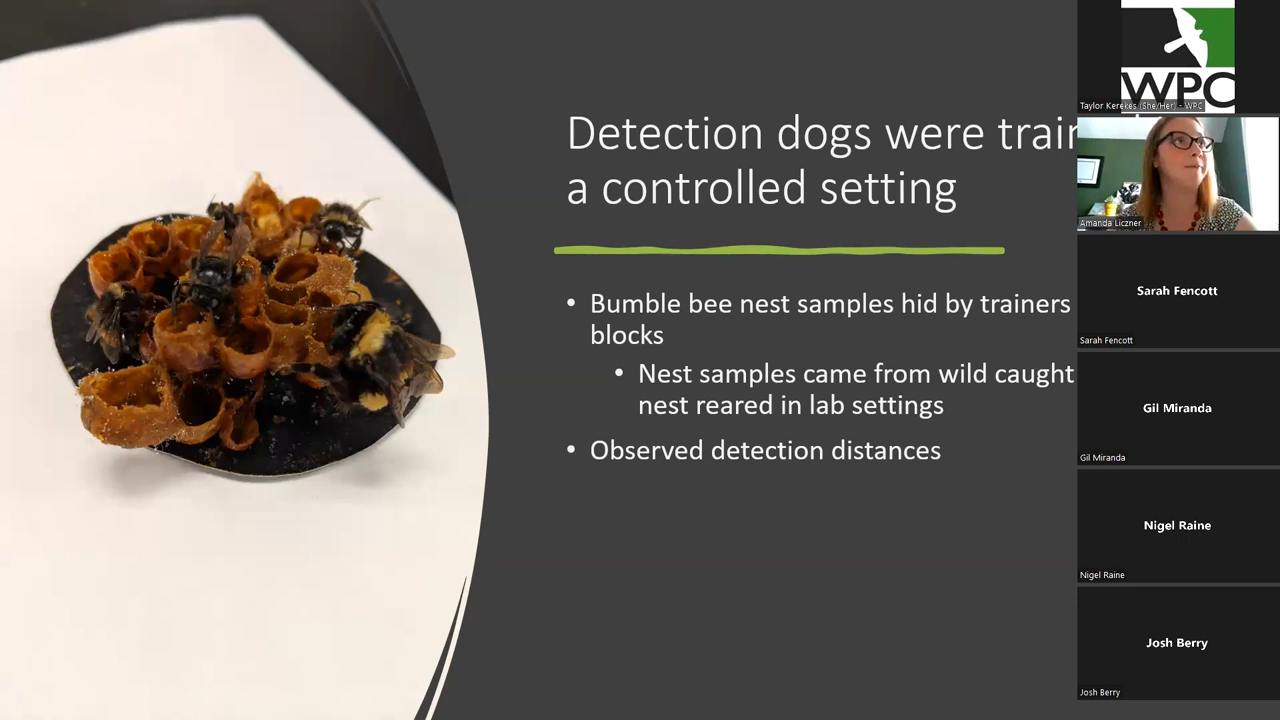 Detection dogs were train
a controlled setting
Bumble bee nest samples hid by trainers
blocks
Nest samples came from wild caught
nest reared in lab settings
Observed detection distances
WPC
Taylor Kerekes (She/Her) - WPC
Amanda Liczner
Sarah Fencott
Sarah Fencott
Gil Miranda
Gil Miranda
Nigel Raine
Nigel Raine
Josh Berry
Josh Berry